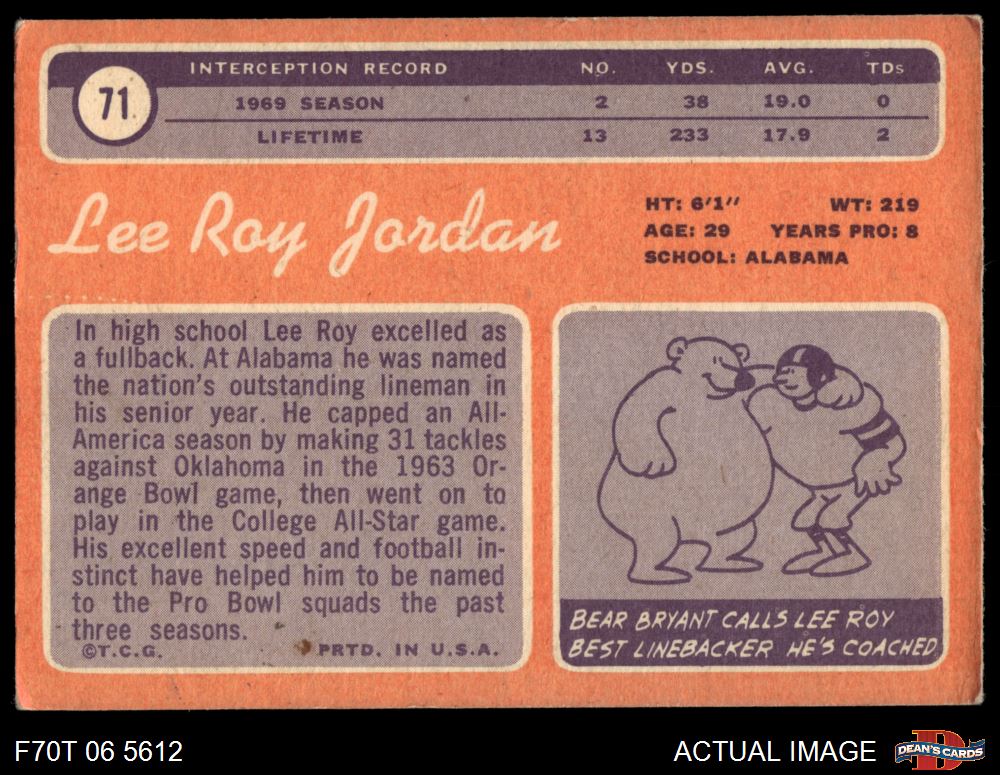 71
INTERCEPTION RECORD NO. YDS. AVG. TDs
1969 SEASON 2 38 19.0 0
LIFETIME 13 233 17.9 2
Lee Roy Jordan
HT: 6'1'' WT: 219
AGE: 29 YEARS PRO: 8
SCHOOL: ALABAMA
In high school Lee Roy excelled as
a fullback. At Alabama he was named
the nation's outstanding lineman in
his senior year. He capped an All-
America season by making 31 tackles
against Oklahoma in the 1963 Or-
ange Bowl game, then went on to
play in the College All-Star game.
His excellent speed and football in-
stinct have helped him to be named
to the Pro Bowl squads the past
three seasons.
©T.C.G. PRTD. IN U.S.A.
BEAR BRYANT CALLS LEE ROY
BEST LINEBACKER HE'S COACHED
F70T 06 5612
ACTUAL IMAGE
D
DEAN'S CARDS